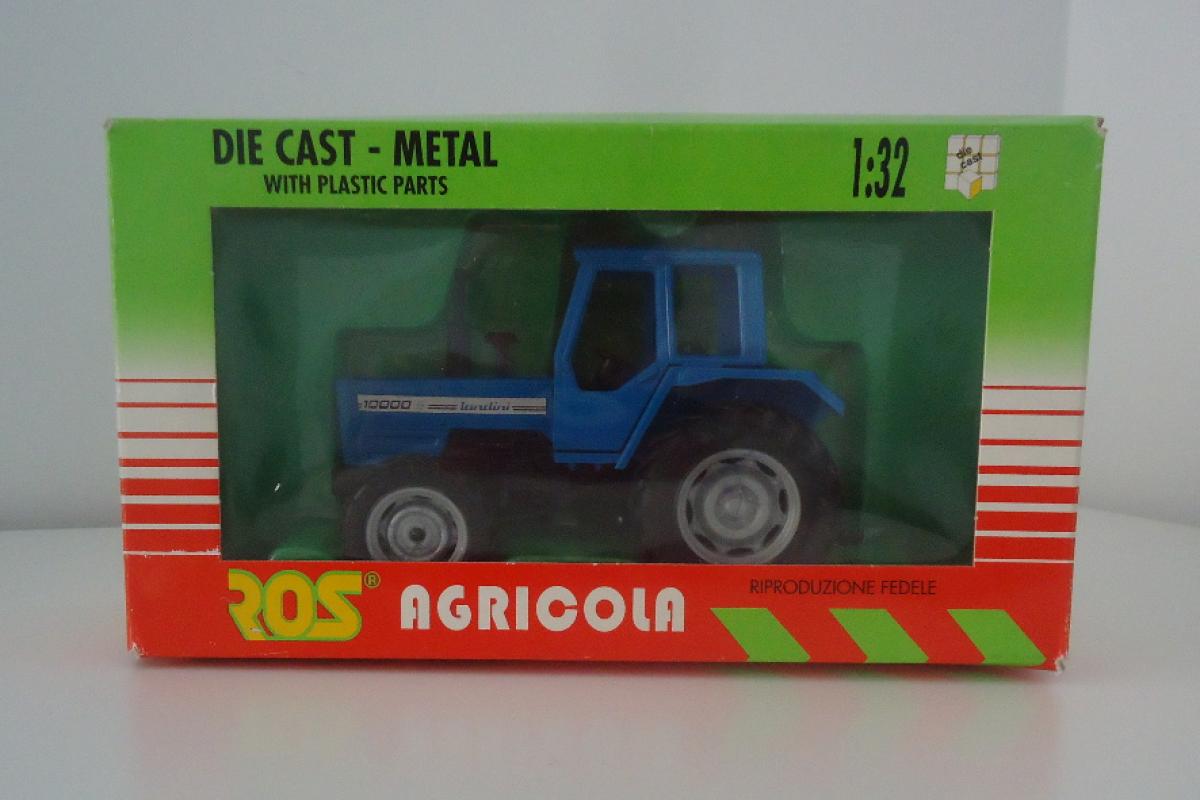 DIE CAST - METAL
WITH PLASTIC PARTS
1:32
die
cast
10000
landini
ROS®
AGRICOLA
RIPRODUZIONE FEDELE